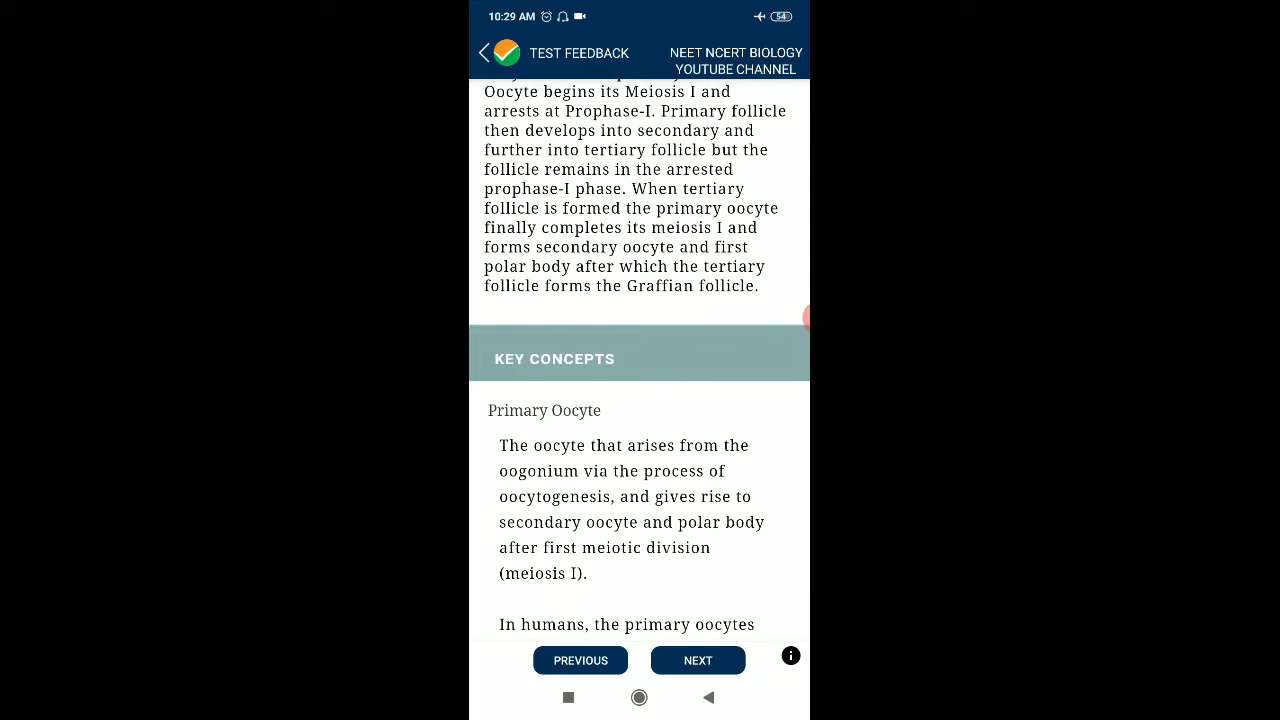 10:29 AM
54
TEST FEEDBACK
NEET NCERT BIOLOGY
YOUTUBE CHANNEL
Oocyte begins its Meiosis I and
arrests at Prophase-I. Primary follicle
then develops into secondary and
further into tertiary follicle but the
follicle remains in the arrested
prophase-I phase. When tertiary
follicle is formed the primary oocyte
finally completes its meiosis I and
forms secondary oocyte and first
polar body after which the tertiary
follicle forms the Graffian follicle.
KEY CONCEPTS
Primary Oocyte
The oocyte that arises from the
oogonium via the process of
oocytogenesis, and gives rise to
secondary oocyte and polar body
after first meiotic division
(meiosis I).
In humans, the primary oocytes
PREVIOUS
NEXT